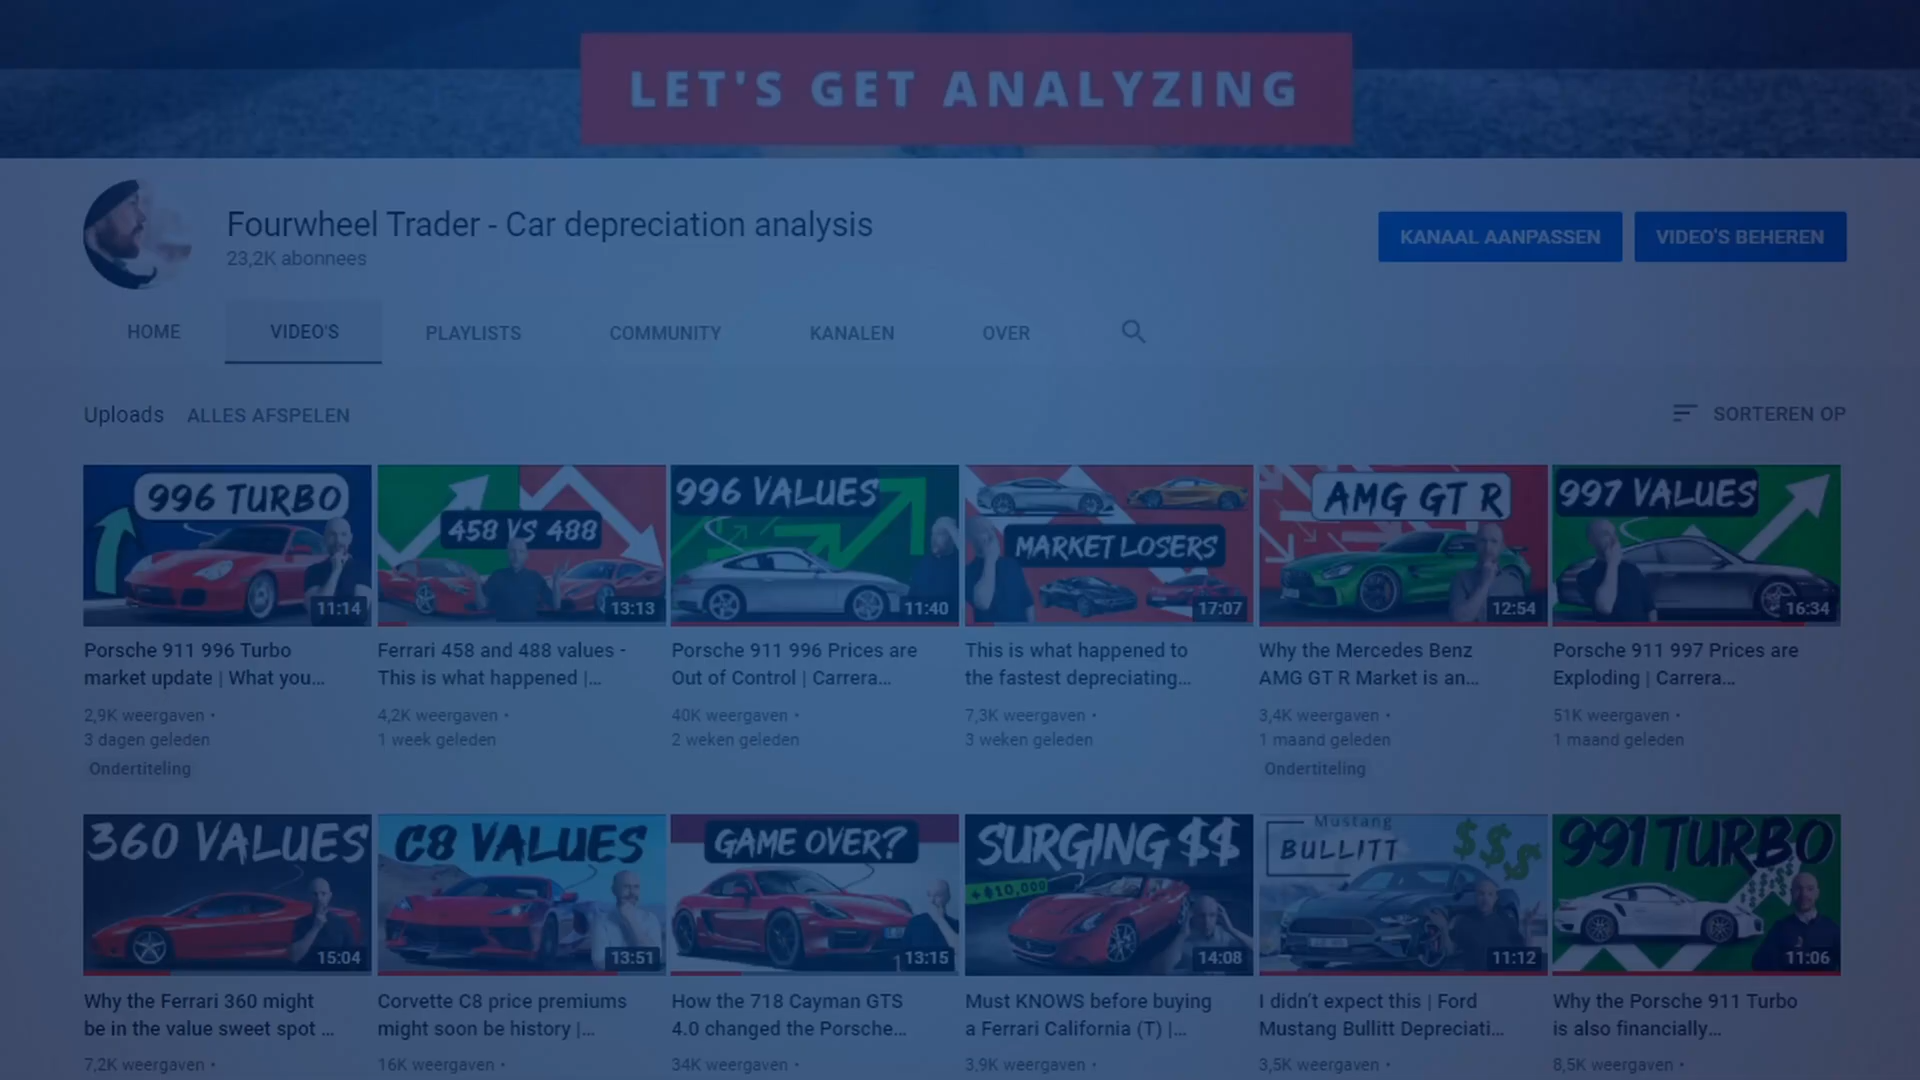 LET'S GET ANALYZING
Fourwheel Trader - Car depreciation analysis
23,2K abonnees
KANAAL AANPASSEN
VIDEO'S BEHEREN
HOME
VIDEO'S
PLAYLISTS
COMMUNITY
KANALEN
OVER
Uploads
ALLES AFSPELEN
SORTEREN OP
996 TURBO
11:14
458 VS 488
13:13
996 VALUES
11:40
MARKET LOSERS
17:07
AMG GT R
12:54
997 VALUES
16:34
Porsche 911 996 Turbo
market update | What you...
2,9K weergaven •
3 dagen geleden
Ondertiteling
Ferrari 458 and 488 values -
This is what happened |...
4,2K weergaven •
1 week geleden
Porsche 911 996 Prices are
Out of Control | Carrera...
40K weergaven •
2 weken geleden
This is what happened to
the fastest depreciating...
7,3K weergaven •
3 weken geleden
Why the Mercedes Benz
AMG GT R Market is an...
3,4K weergaven •
1 maand geleden
Ondertiteling
Porsche 911 997 Prices are
Exploding | Carrera...
51K weergaven •
1 maand geleden
360 VALUES
15:04
C8 VALUES
13:51
GAME OVER?
13:15
SURGING $$
+$10,000
14:08
Mustang
BULLITT
$$$
11:12
991 TURBO
11:06
Why the Ferrari 360 might
be in the value sweet spot ...
7,2K weergaven •
Corvette C8 price premiums
might soon be history |...
16K weergaven •
How the 718 Cayman GTS
4.0 changed the Porsche...
34K weergaven •
Must KNOWS before buying
a Ferrari California (T) |...
3,9K weergaven •
I didn't expect this | Ford
Mustang Bullitt Depreciati...
3,5K weergaven •
Why the Porsche 911 Turbo
is also financially...
8,5K weergaven •